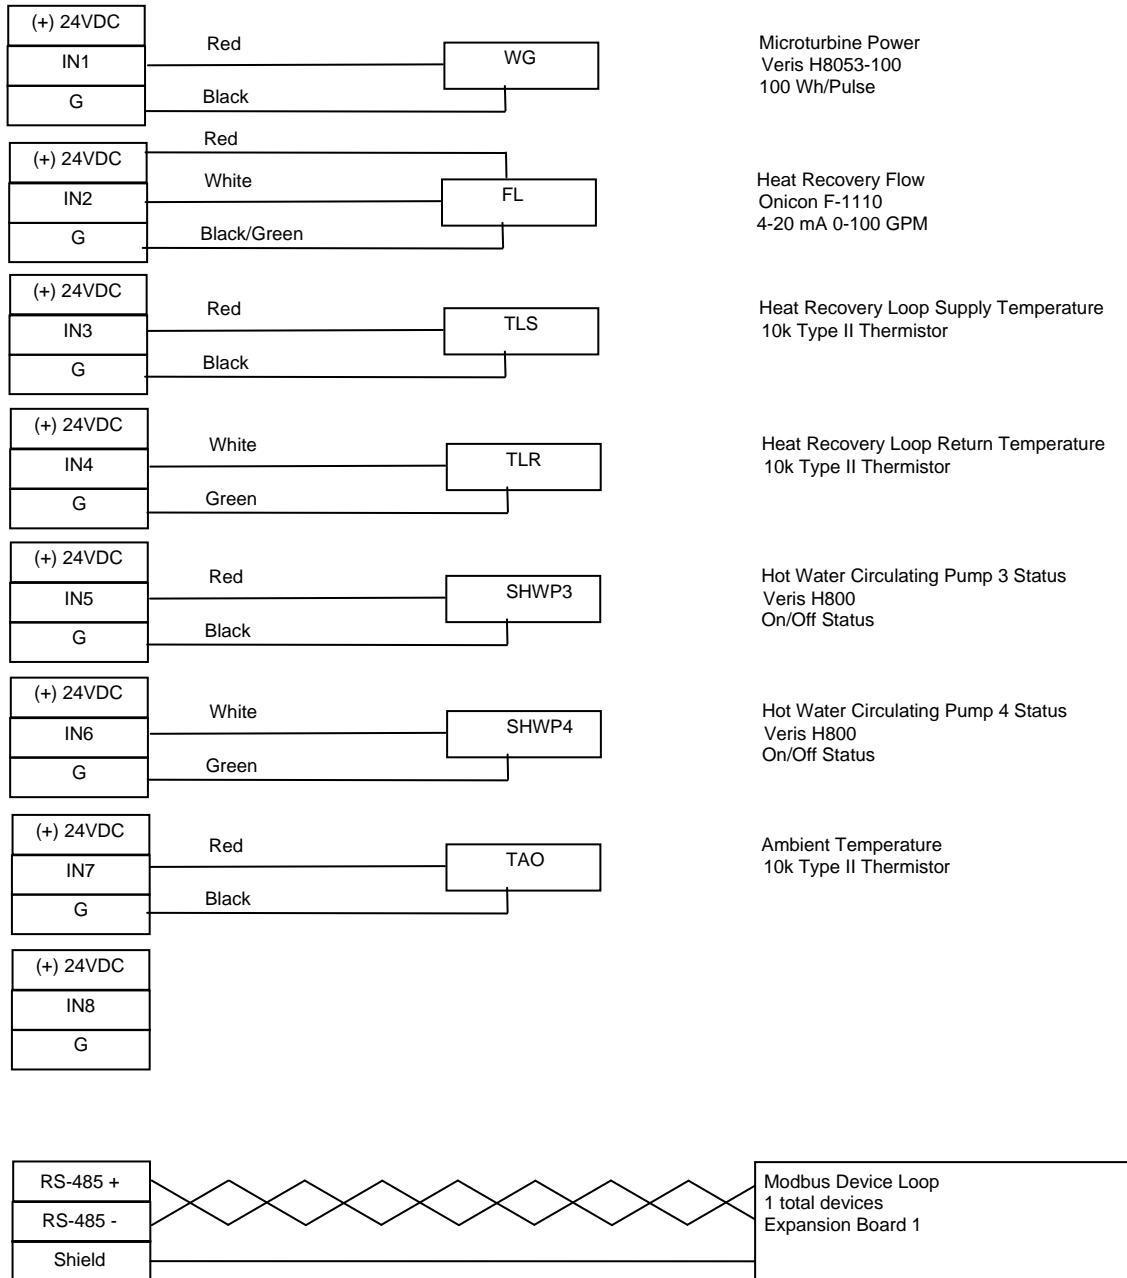 (+) 24VDC
IN1
G
Red
Black
WG
Microturbine Power
Veris H8053-100
100 Wh/Pulse
(+) 24VDC
IN2
G
Red
White
Black/Green
FL
Heat Recovery Flow
Onicon F-1110
4-20 mA 0-100 GPM
(+) 24VDC
IN3
G
Red
Black
TLS
Heat Recovery Loop Supply Temperature
10k Type II Thermistor
(+) 24VDC
IN4
G
White
Green
TLR
Heat Recovery Loop Return Temperature
10k Type II Thermistor
(+) 24VDC
IN5
G
Red
Black
SHWP3
Hot Water Circulating Pump 3 Status
Veris H800
On/Off Status
(+) 24VDC
IN6
G
White
Green
SHWP4
Hot Water Circulating Pump 4 Status
Veris H800
On/Off Status
(+) 24VDC
IN7
G
Red
Black
TAO
Ambient Temperature
10k Type II Thermistor
(+) 24VDC
IN8
G
RS-485 +
RS-485 -
Shield
Modbus Device Loop
1 total devices
Expansion Board 1